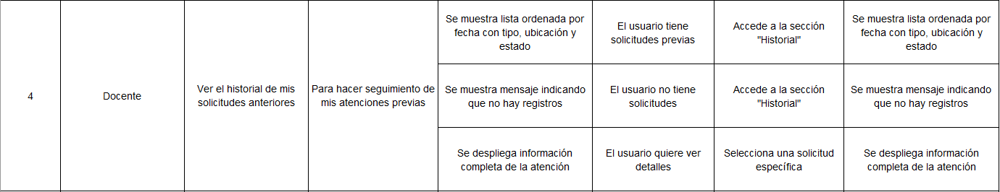 4
Docente
Ver el historial de mis
solicitudes anteriores
Para hacer seguimiento de
mis atenciones previas
Se muestra lista ordenada por
fecha con tipo, ubicación y
estado
El usuario tiene
solicitudes previas
Accede a la sección
"Historial"
Se muestra lista ordenada por
fecha con tipo, ubicación y
estado
Se muestra mensaje indicando
que no hay registros
El usuario no tiene
solicitudes
Accede a la sección
"Historial"
Se muestra mensaje indicando
que no hay registros
Se despliega información
completa de la atención
El usuario quiere ver
detalles
Selecciona una solicitud
específica
Se despliega información
completa de la atención